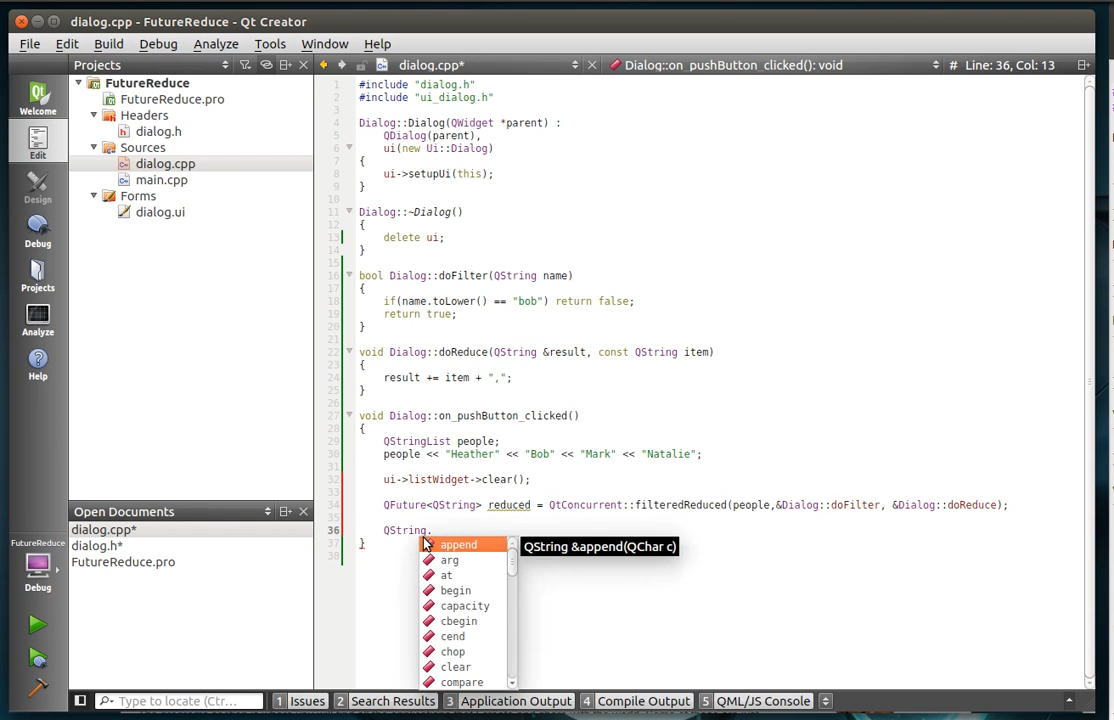 dialog.cpp - FutureReduce - Qt Creator
File Edit Build Debug Analyze Tools Window Help
Projects
dialog.cpp*
Dialog::on_pushButton_clicked(): void
# Line: 36, Col: 13
Welcome
Edit
Design
Debug
Projects
Analyze
Help
FutureReduce
Debug
FutureReduce
FutureReduce.pro
Headers
dialog.h
Sources
dialog.cpp
main.cpp
Forms
dialog.ui
Open Documents
dialog.cpp*
dialog.h*
FutureReduce.pro
1 #include "dialog.h"
2 #include "ui_dialog.h"
3
4 Dialog::Dialog(QWidget *parent) :
5 QDialog(parent),
6 ui(new Ui::Dialog)
7 {
8 ui->setupUi(this);
9 }
10
11 Dialog::~Dialog()
12 {
13 delete ui;
14 }
15
16 bool Dialog::doFilter(QString name)
17 {
18 if(name.toLower() == "bob") return false;
19 return true;
20 }
21
22 void Dialog::doReduce(QString &result, const QString item)
23 {
24 result += item + ",";
25 }
26
27 void Dialog::on_pushButton_clicked()
28 {
29 QStringList people;
30 people << "Heather" << "Bob" << "Mark" << "Natalie";
31
32 ui->listWidget->clear();
33
34 QFuture<QString> reduced = QtConcurrent::filteredReduced(people,&Dialog::doFilter, &Dialog::doReduce);
35
36 QString.
37 }
38
append
arg
at
begin
capacity
cbegin
cend
chop
clear
compare
QString &append(QChar c)
Type to locate (Ctr...
1 Issues
2 Search Results
3 Application Output
4 Compile Output
5 QML/JS Console